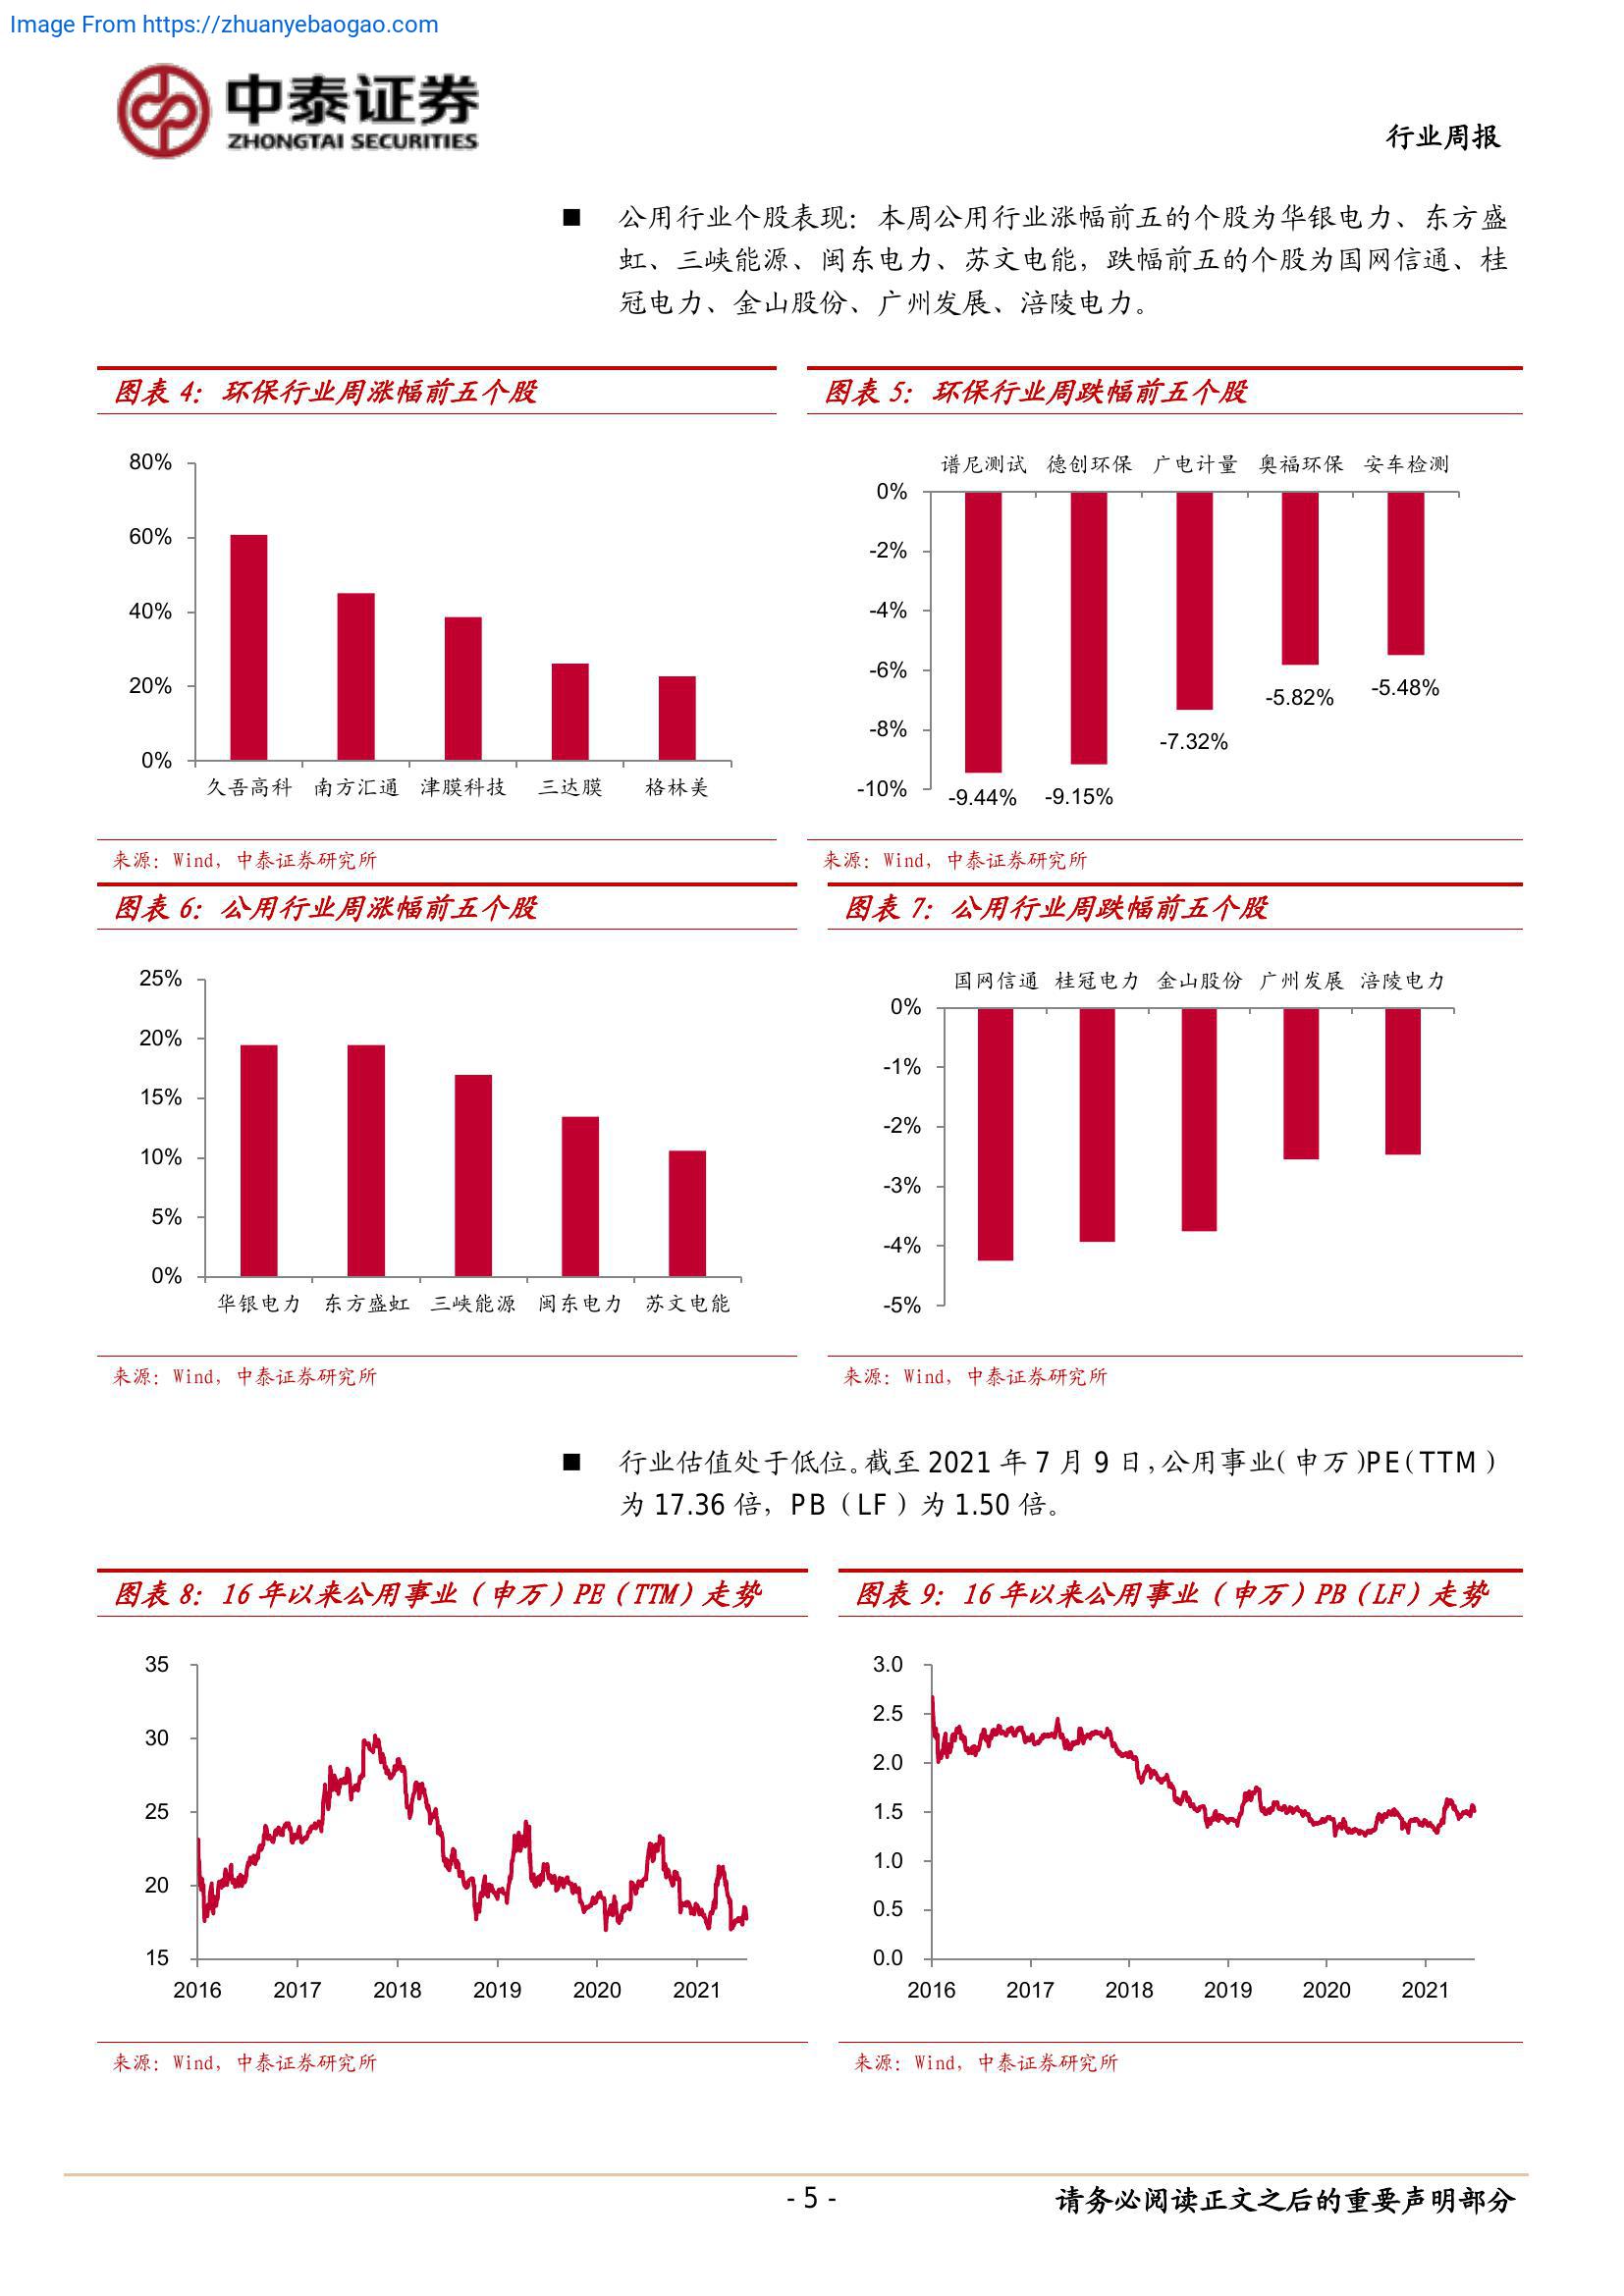 Image From https://zhuanyebaogao.com
中泰证券
ZHONGTAI SECURITIES
行业周报
■ 公用行业个股表现：本周公用行业涨幅前五的个股为华银电力、东方盛
虹、三峡能源、闽东电力、苏文电能，跌幅前五的个股为国网信通、桂
冠电力、金山股份、广州发展、涪陵电力。
图表 4：环保行业周涨幅前五个股
80%
60%
40%
20%
0%
久吾高科 南方汇通 津膜科技 三达膜 格林美
来源：Wind，中泰证券研究所
图表 5：环保行业周跌幅前五个股
谱尼测试 德创环保 广电计量 奥福环保 安车检测
0%
-2%
-4%
-6%
-8%
-10%
-9.44% -9.15% -7.32% -5.82% -5.48%
来源：Wind，中泰证券研究所
图表 6：公用行业周涨幅前五个股
25%
20%
15%
10%
5%
0%
华银电力 东方盛虹 三峡能源 闽东电力 苏文电能
来源：Wind，中泰证券研究所
图表 7：公用行业周跌幅前五个股
国网信通 桂冠电力 金山股份 广州发展 涪陵电力
0%
-1%
-2%
-3%
-4%
-5%
来源：Wind，中泰证券研究所
■ 行业估值处于低位。截至 2021 年 7 月 9 日，公用事业（申万）PE（TTM）
为 17.36 倍，PB（LF）为 1.50 倍。
图表 8：16 年以来公用事业（申万）PE（TTM）走势
35
30
25
20
15
2016 2017 2018 2019 2020 2021
来源：Wind，中泰证券研究所
图表 9：16 年以来公用事业（申万）PB（LF）走势
3.0
2.5
2.0
1.5
1.0
0.5
0.0
2016 2017 2018 2019 2020 2021
来源：Wind，中泰证券研究所
- 5 -
请务必阅读正文之后的重要声明部分